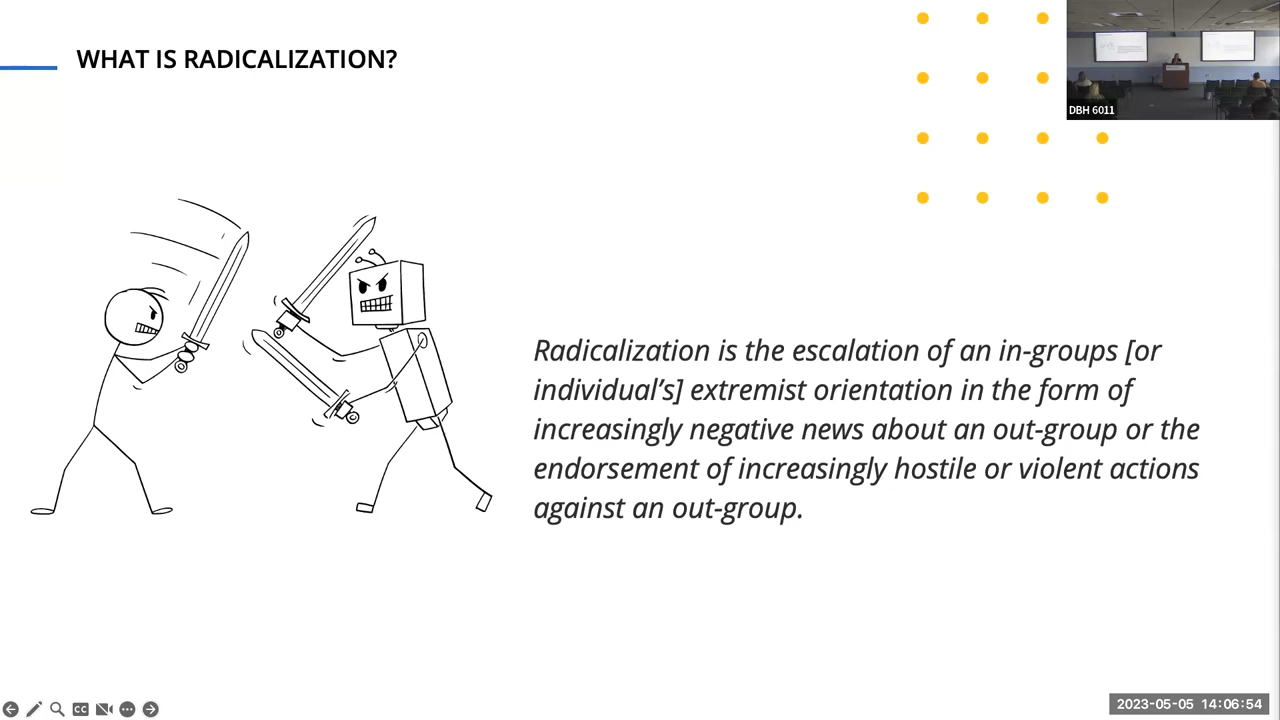 WHAT IS RADICALIZATION?
DBH 6011
Radicalization is the escalation of an in-groups [or
individual's] extremist orientation in the form of
increasingly negative news about an out-group or the
endorsement of increasingly hostile or violent actions
against an out-group.
CC
2023-05-05 14:06:54